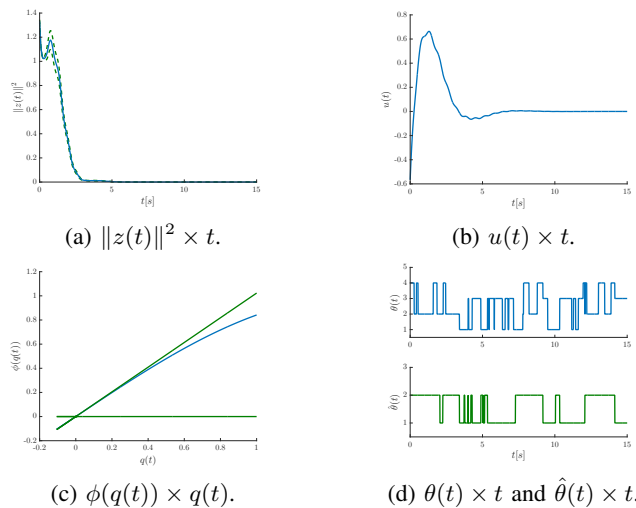 1.4
1.2
1
0.8
0.6
0.4
0.2
0
‖z(t)‖²
0 5 10 15
t[s]
(a) ‖z(t)‖² × t.
0.8
0.6
0.4
0.2
0
-0.2
-0.4
-0.6
u(t)
0 5 10 15
t[s]
(b) u(t) × t.
1.2
1
0.8
0.6
0.4
0.2
0
-0.2
ϕ(q(t))
-0.2 0 0.2 0.4 0.6 0.8 1
q(t)
(c) ϕ(q(t)) × q(t).
5
4
3
2
1
θ(t)
0 5 10 15
3
2
1
θ̂(t)
0 5 10 15
t[s]
(d) θ(t) × t and θ̂(t) × t.